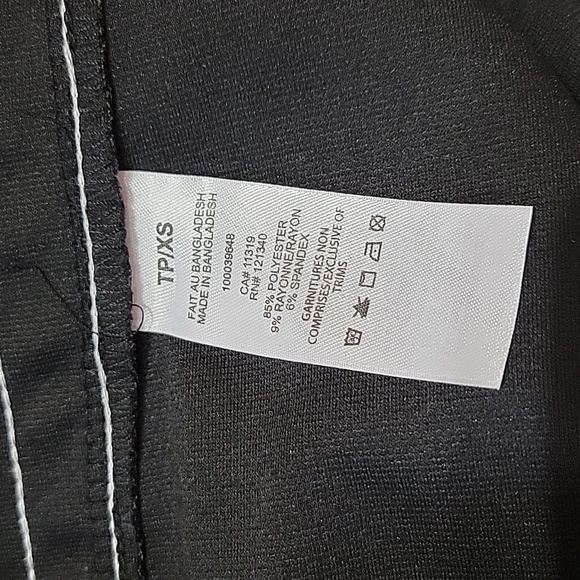 TP/XS
FAIT AU BANGLADESH
MADE IN BANGLADESH
100039648
CA# 11319
RN# 121340
85% POLYESTER
9% RAYONNE/RAYON
6% SPANDEX
GARNITURES NON
COMPRISES/EXCLUSIVE OF
TRIMS